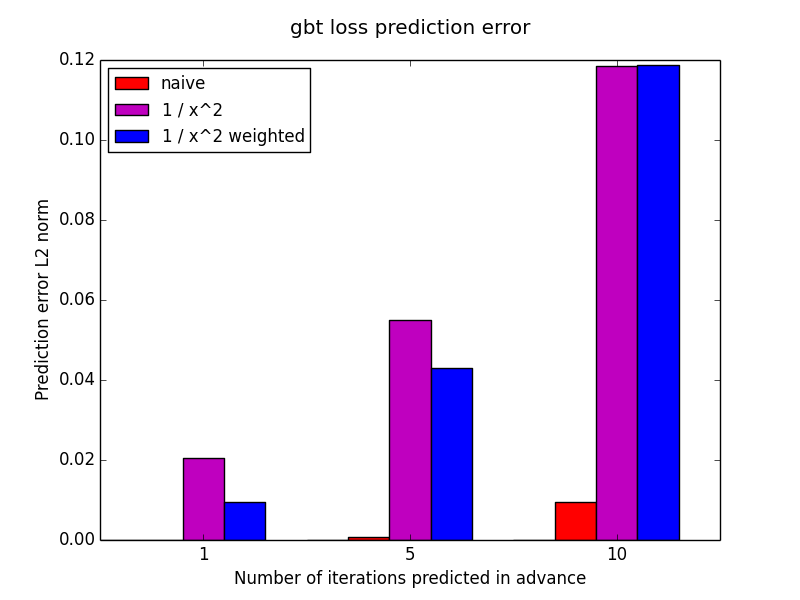 gbt loss prediction error
naive
1 / x^2
1 / x^2 weighted
Prediction error L2 norm
0.12
0.10
0.08
0.06
0.04
0.02
0.00
1 5 10
Number of iterations predicted in advance